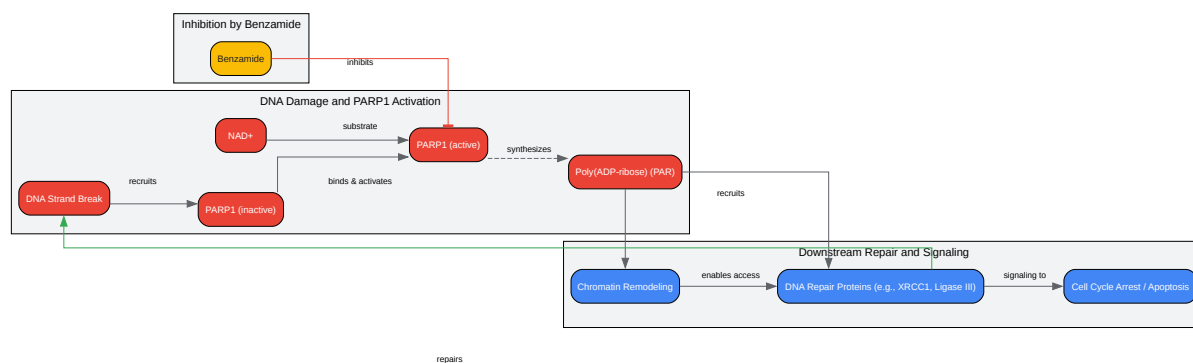 Inhibition by Benzamide
Benzamide
inhibits
DNA Damage and PARP1 Activation
NAD+
substrate
PARP1 (active)
synthesizes
Poly(ADP-ribose) (PAR)
binds & activates
recruits
DNA Strand Break
recruits
PARP1 (inactive)
Downstream Repair and Signaling
Chromatin Remodeling
enables access
DNA Repair Proteins (e.g., XRCC1, Ligase III)
signaling to
Cell Cycle Arrest / Apoptosis
repairs